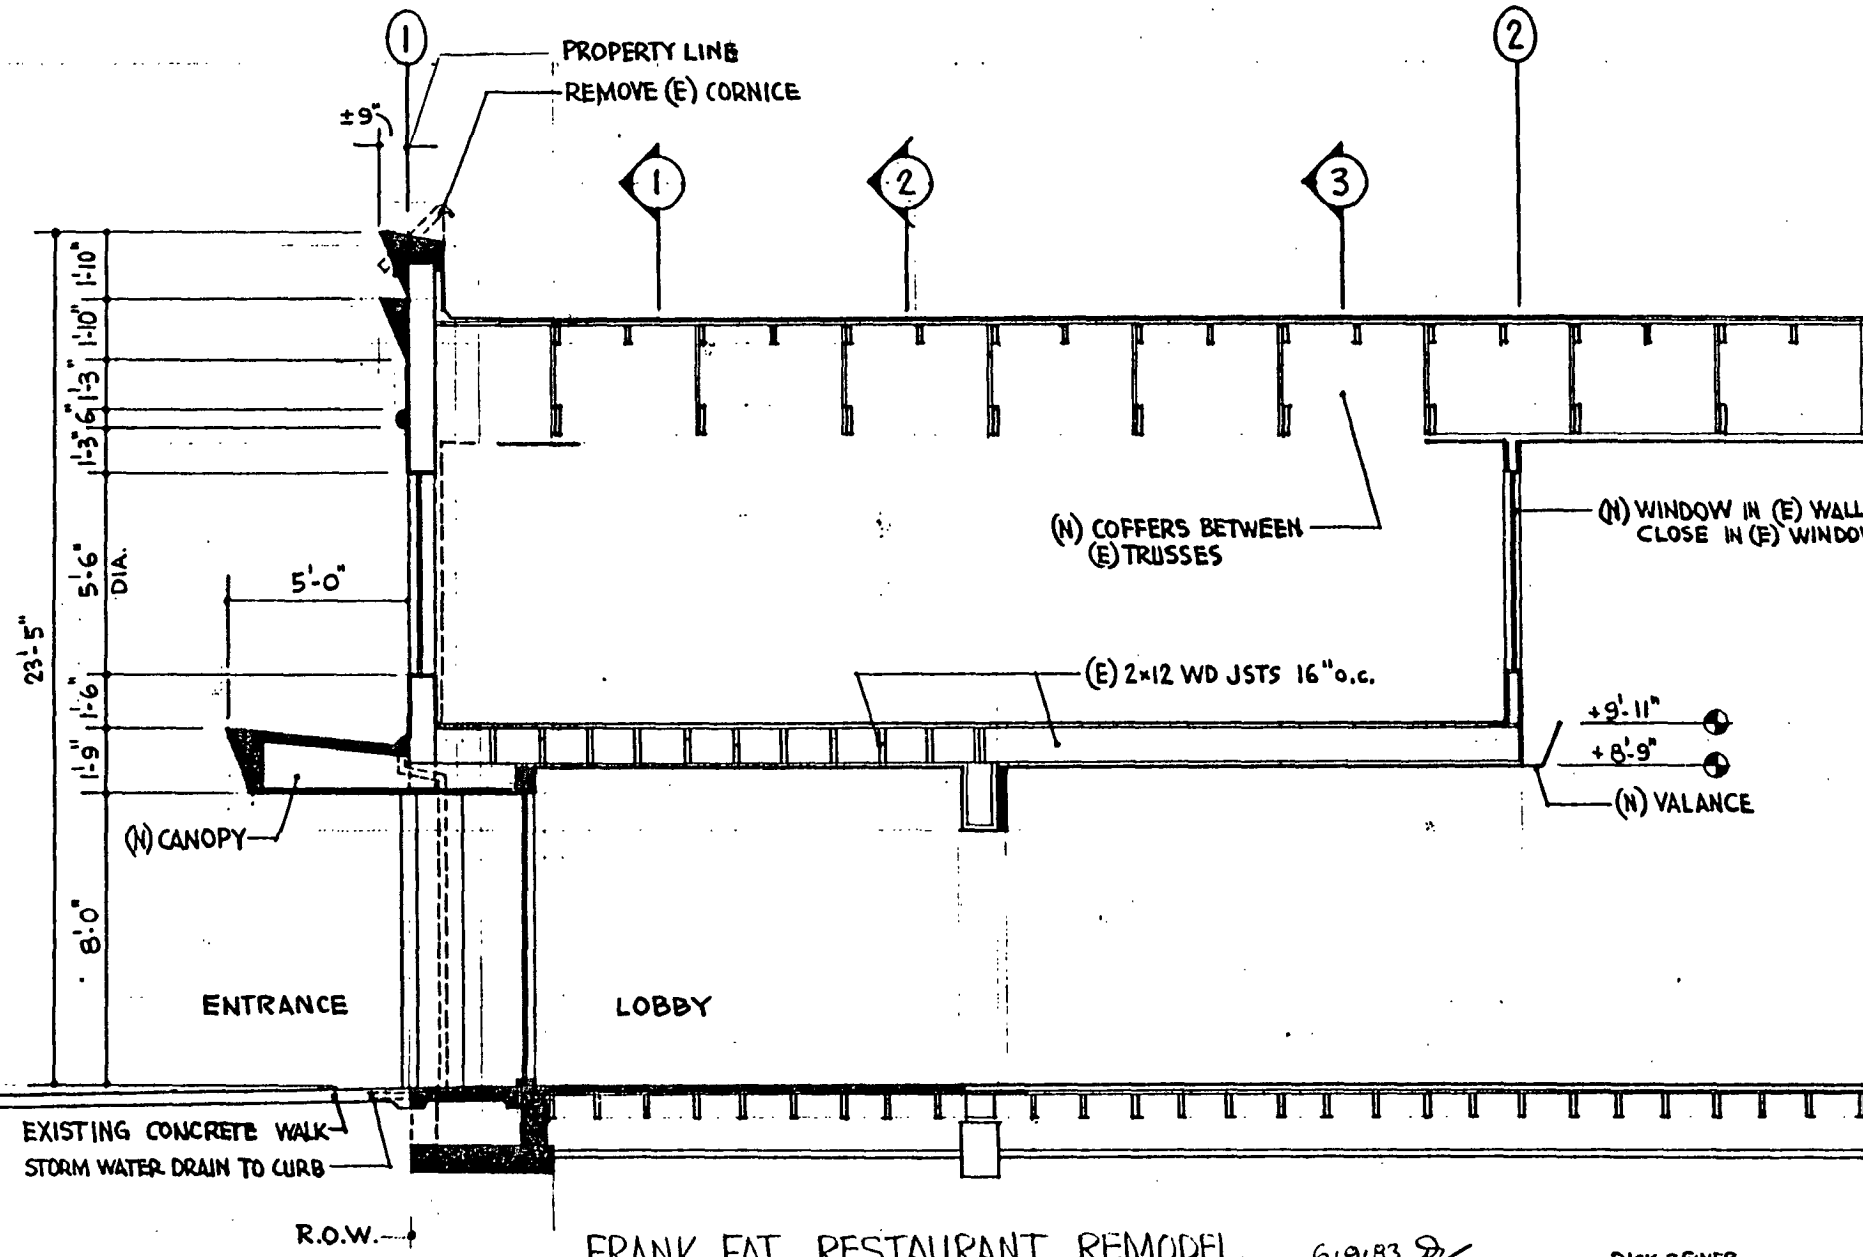 1
2
PROPERTY LINE
REMOVE (E) CORNICE
±9"
1
2
3
1'-10"
1'-10"
1'-3"
6"
1'-3"
5'-6"
DIA.
1'-6"
1'-9"
8'-0"
23'-5"
5'-0"
(N) COFFERS BETWEEN
(E) TRUSSES
(N) WINDOW IN (E) WALL
CLOSE IN (E)
(E) 2x12 WD JSTS 16" o.c.
+9'-11"
+8'-9"
(N) VALANCE
(N) CANOPY
ENTRANCE
LOBBY
EXISTING CONCRETE WALK
STORM WATER DRAIN TO CURB
R.O.W.
FRANK FAT RESTAURANT REMODEL